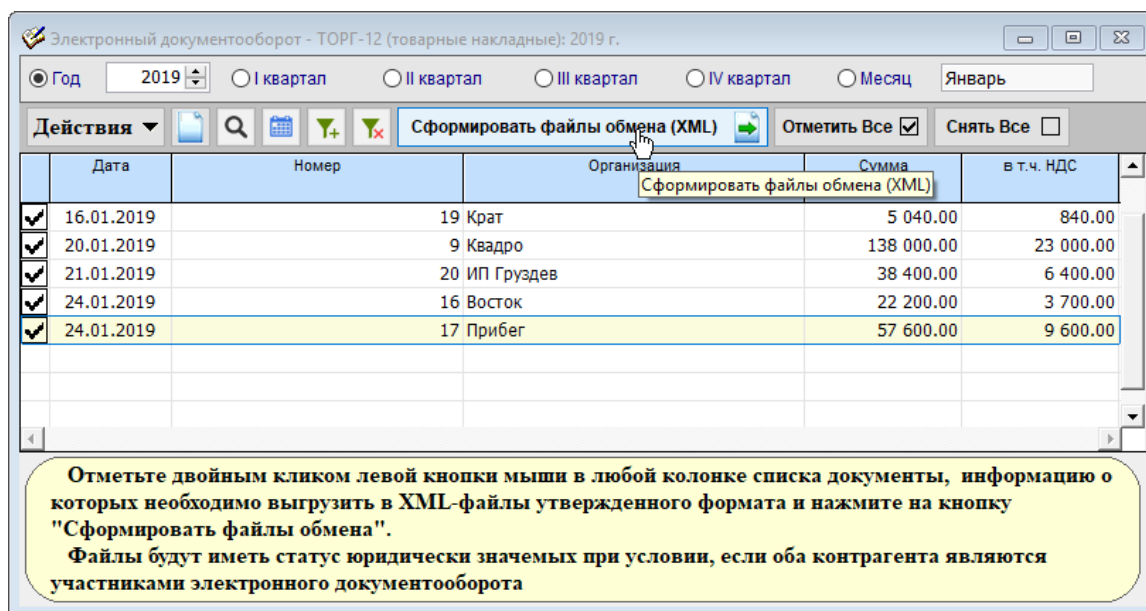 Электронный документооборот - ТОРГ-12 (товарные накладные): 2019 г.
Год 2019 I квартал II квартал III квартал IV квартал Месяц Январь
Действия Сформировать файлы обмена (XML) Отметить Все Снять Все
Дата Номер Организация Сумма в т.ч. НДС
Сформировать файлы обмена (XML)
16.01.2019 19 Крат 5 040.00 840.00
20.01.2019 9 Квадро 138 000.00 23 000.00
21.01.2019 20 ИП Груздев 38 400.00 6 400.00
24.01.2019 16 Восток 22 200.00 3 700.00
24.01.2019 17 Прибег 57 600.00 9 600.00
Отметьте двойным кликом левой кнопки мыши в любой колонке списка документы, информацию о
которых необходимо выгрузить в XML-файлы утвержденного формата и нажмите на кнопку
"Сформировать файлы обмена".
Файлы будут иметь статус юридически значемых при условии, если оба контрагента являются
участниками электронного документооборота